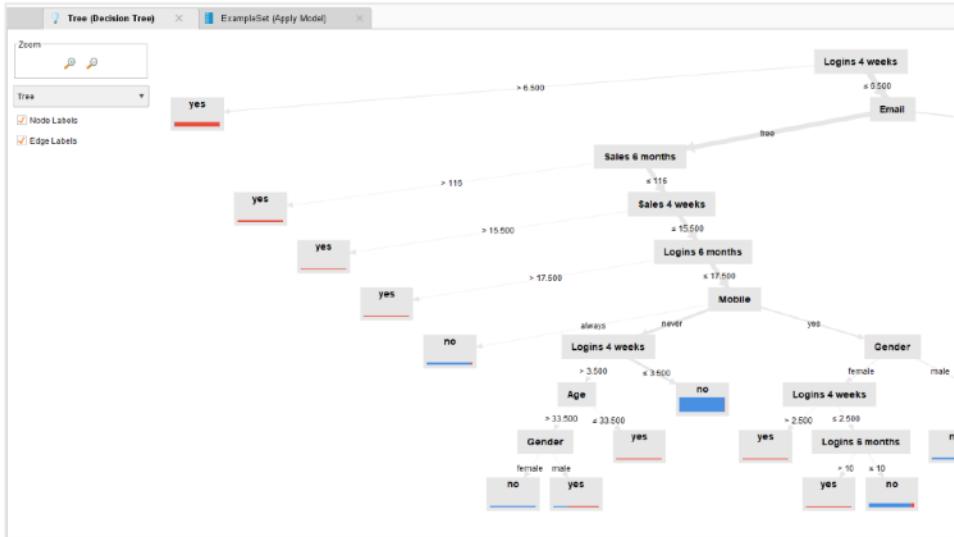 Tree (Decision Tree)
ExampleSet (Apply Model)
Zoom
Tree
Node Labels
Edge Labels
Logins 4 weeks
> 6.500
≤ 6.500
yes
Email
free
Sales 6 months
> 115
≤ 115
yes
Sales 4 weeks
> 15.500
≤ 15.500
yes
Logins 6 months
> 17.500
≤ 17.500
yes
Mobile
always
never
yes
no
Logins 4 weeks
Gender
> 3.500
≤ 3.500
female
male
Age
no
Logins 4 weeks
> 33.500
≤ 33.500
> 2.500
≤ 2.500
Gender
yes
yes
Logins 6 months
female
male
> 10
≤ 10
no
yes
yes
no